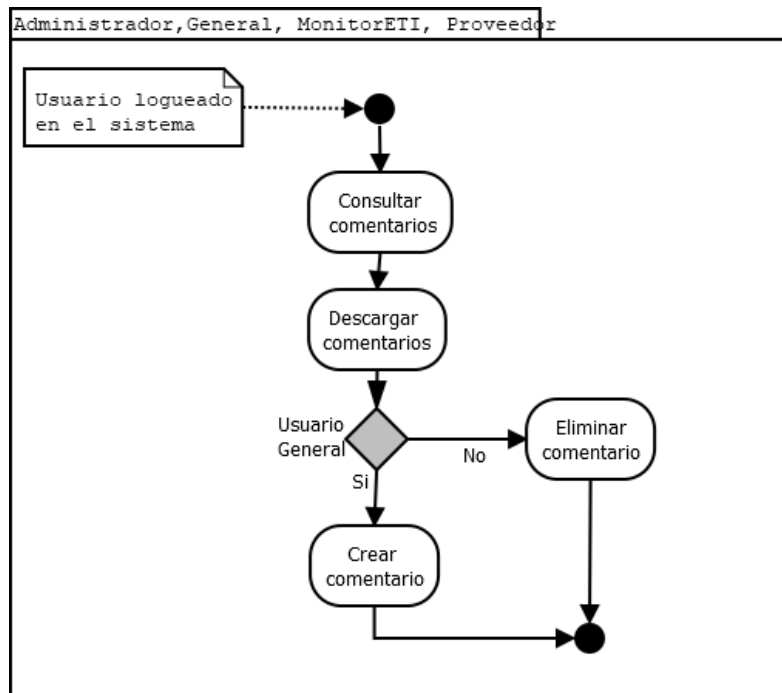 Administrador,General, MonitorETI, Proveedor
Usuario logueado
en el sistema
Consultar
comentarios
Descargar
comentarios
Usuario
General
No
Si
Eliminar
comentario
Crear
comentario